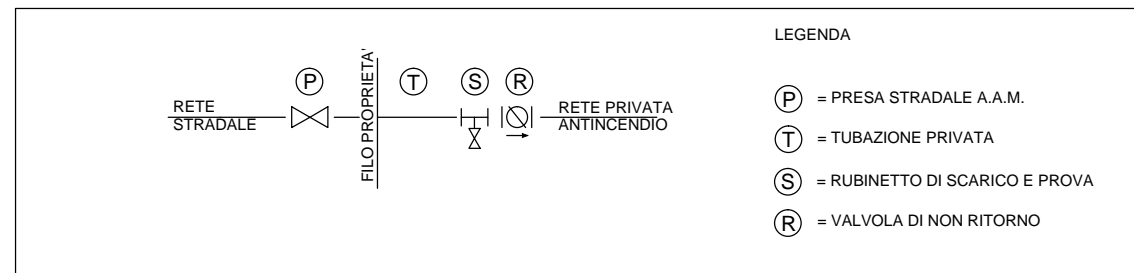 LEGENDA
P
T
S
R
RETE
STRADALE
FILO PROPRIETA'
RETE PRIVATA
ANTINCENDIO
P = PRESA STRADALE A.A.M.
T = TUBAZIONE PRIVATA
S = RUBINETTO DI SCARICO E PROVA
R = VALVOLA DI NON RITORNO